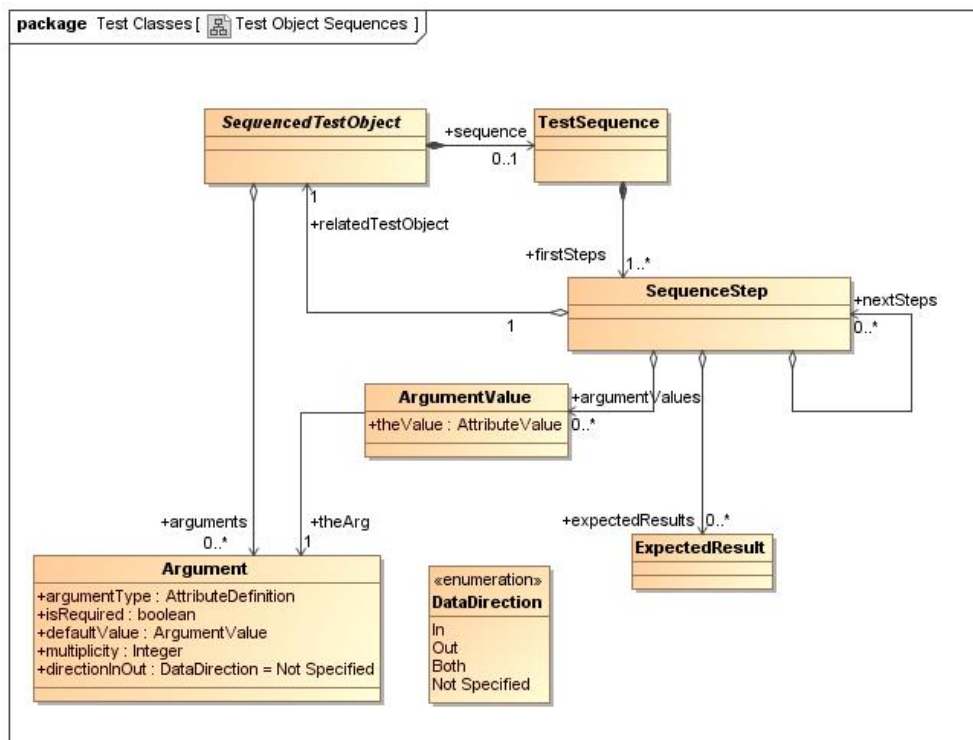 package Test Classes [ Test Object Sequences ]
SequencedTestObject
+sequence
0..1
TestSequence
1
+relatedTestObject
+firstSteps
1..*
SequenceStep
+nextSteps
0..*
1
ArgumentValue
+theValue : AttributeValue
+argumentValues
0..*
+arguments
0..*
+theArg
1
+expectedResults 0..*
ExpectedResult
Argument
+argumentType : AttributeDefinition
+isRequired : boolean
+defaultValue : ArgumentValue
+multiplicity : Integer
+directionInOut : DataDirection = Not Specified
«enumeration»
DataDirection
In
Out
Both
Not Specified